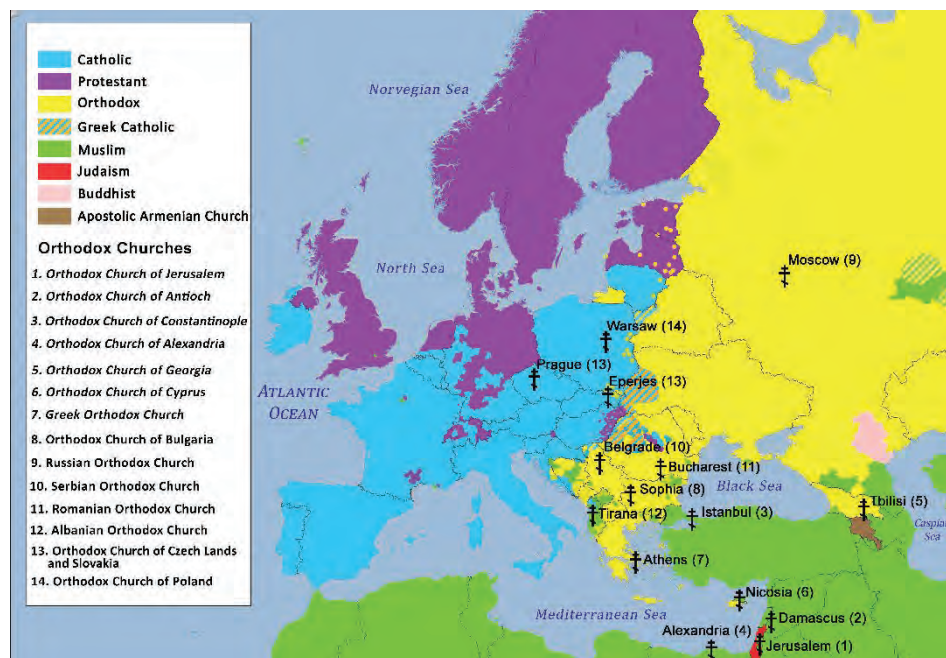 Catholic
Protestant
Orthodox
Greek Catholic
Muslim
Judaism
Buddhist
Apostolic Armenian Church
Orthodox Churches
1. Orthodox Church of Jerusalem
2. Orthodox Church of Antioch
3. Orthodox Church of Constantinople
4. Orthodox Church of Alexandria
5. Orthodox Church of Georgia
6. Orthodox Church of Cyprus
7. Greek Orthodox Church
8. Orthodox Church of Bulgaria
9. Russian Orthodox Church
10. Serbian Orthodox Church
11. Romanian Orthodox Church
12. Albanian Orthodox Church
13. Orthodox Church of Czech Lands
and Slovakia
14. Orthodox Church of Poland
Norwegian Sea
North Sea
Moscow (9)
Warsaw (14)
Prague (13)
Eperjes (13)
ATLANTIC
OCEAN
Belgrade (10)
Bucharest (11)
Sophia (8)
Black Sea
Tbilisi (5)
Tirana (12)
Istanbul (3)
Caspian
Sea
Athens (7)
Nicosia (6)
Mediterranean Sea
Damascus (2)
Alexandria (4)
Jerusalem (1)